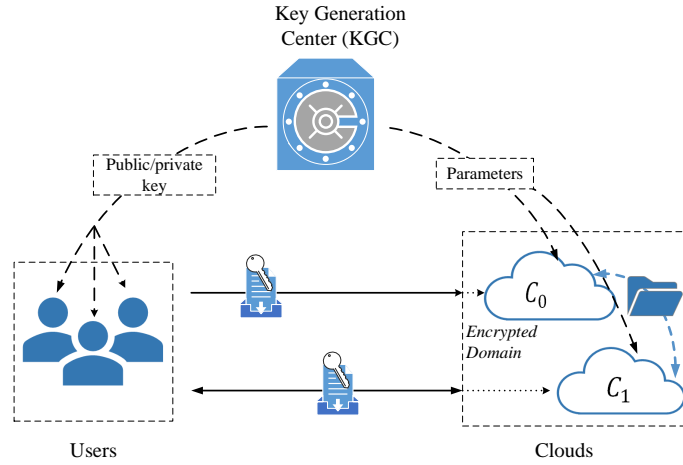 Key Generation
Center (KGC)
Public/private
key
Parameters
C₀
Encrypted
Domain
C₁
Users
Clouds